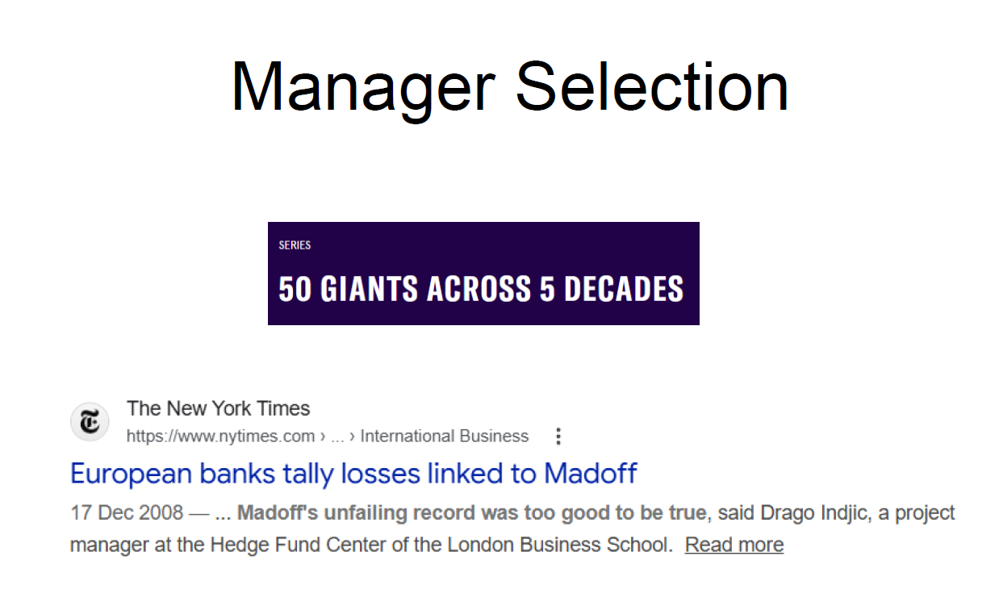 Manager Selection
SERIES
50 GIANTS ACROSS 5 DECADES
The New York Times
https://www.nytimes.com › ... › International Business
European banks tally losses linked to Madoff
17 Dec 2008 — ... Madoff's unfailing record was too good to be true, said Drago Indjic, a project
manager at the Hedge Fund Center of the London Business School. Read more